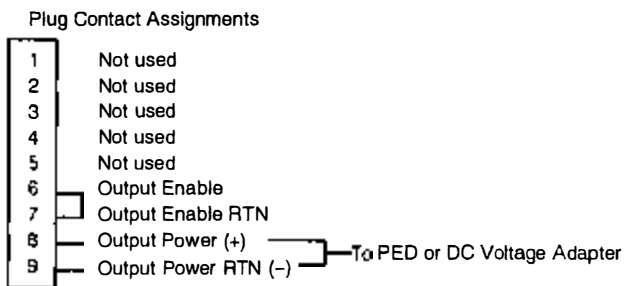 Plug Contact Assignments
1 Not used
2 Not used
3 Not used
4 Not used
5 Not used
6 Output Enable
7 Output Enable RTN
8 Output Power (+)
To PED or DC Voltage Adapter
9 Output Power RTN (–)